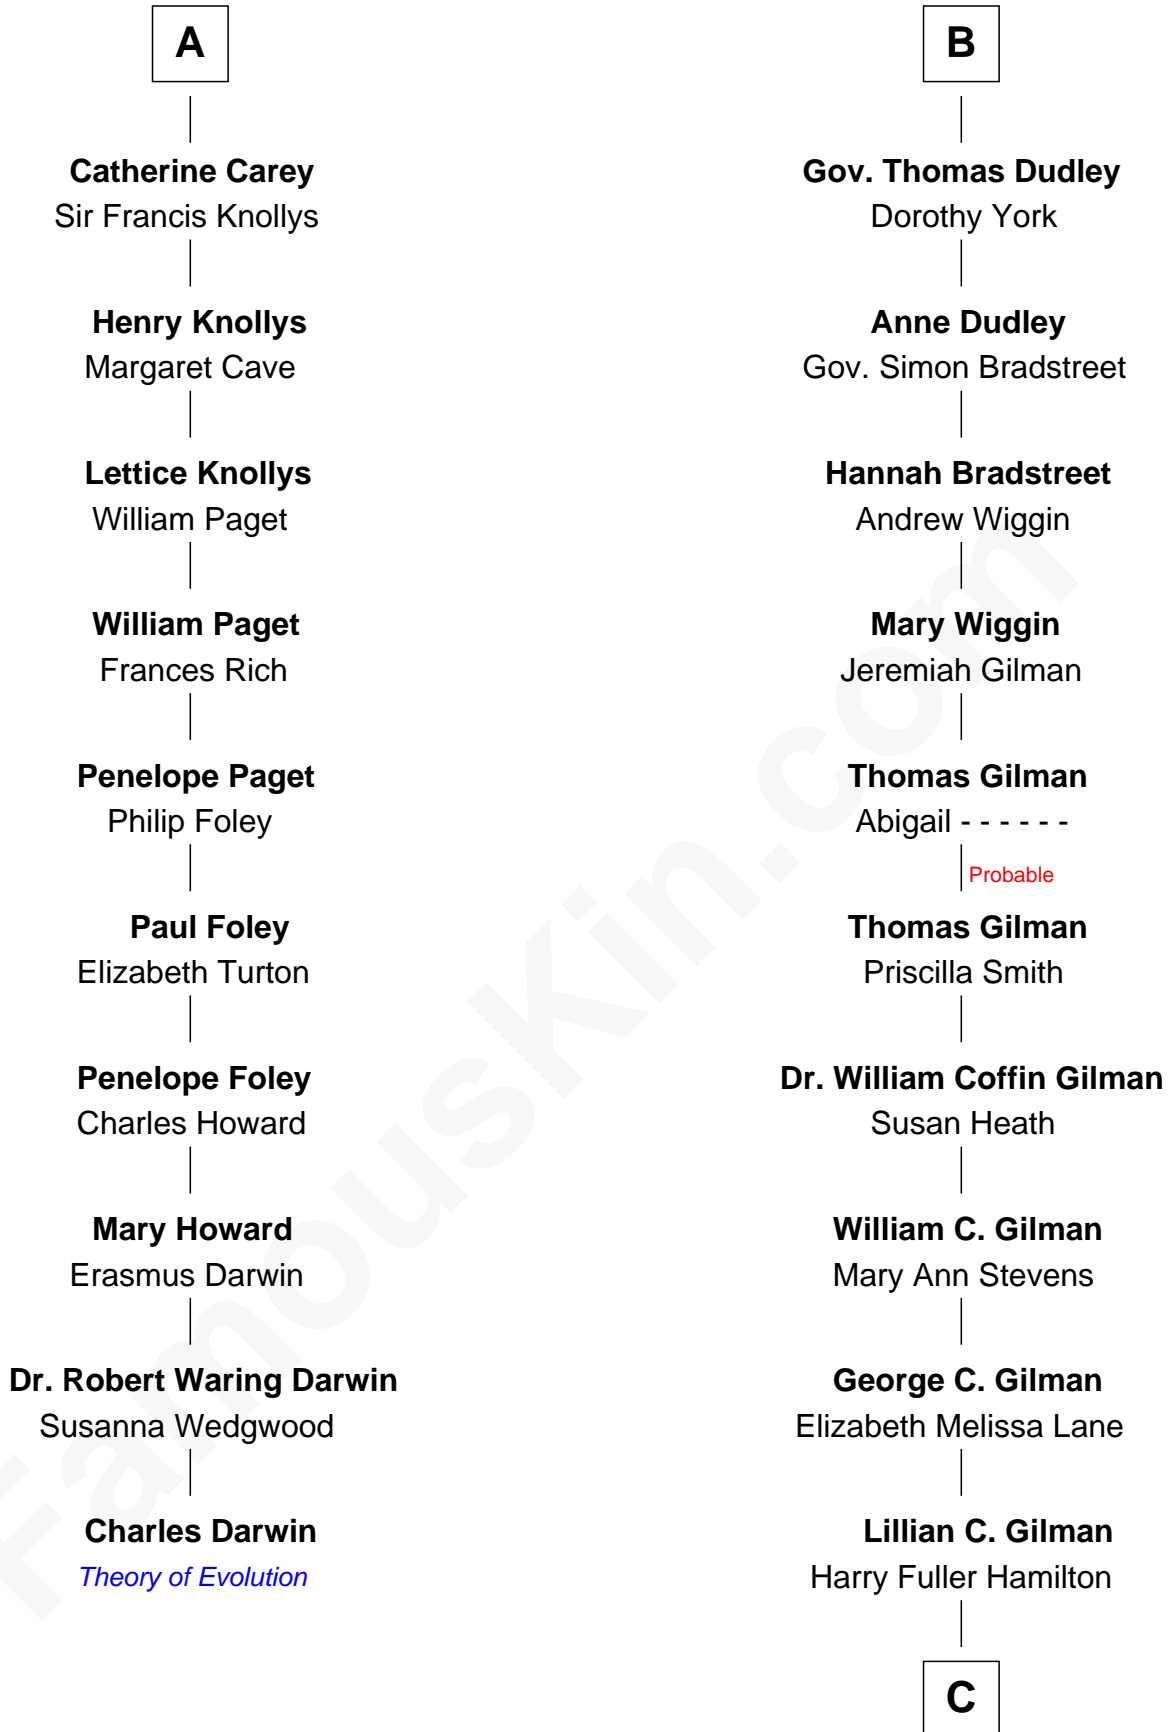 A
Catherine Carey
Sir Francis Knollys
Henry Knollys
Margaret Cave
Lettice Knollys
William Paget
William Paget
Frances Rich
Penelope Paget
Philip Foley
Paul Foley
Elizabeth Turton
Penelope Foley
Charles Howard
Mary Howard
Erasmus Darwin
Dr. Robert Waring Darwin
Susanna Wedgwood
Charles Darwin
Theory of Evolution
B
Gov. Thomas Dudley
Dorothy York
Anne Dudley
Gov. Simon Bradstreet
Hannah Bradstreet
Andrew Wiggin
Mary Wiggin
Jeremiah Gilman
Thomas Gilman
Abigail - - - - - -
Probable
Thomas Gilman
Priscilla Smith
Dr. William Coffin Gilman
Susan Heath
William C. Gilman
Mary Ann Stevens
George C. Gilman
Elizabeth Melissa Lane
Lillian C. Gilman
Harry Fuller Hamilton
C
FamousKin.com